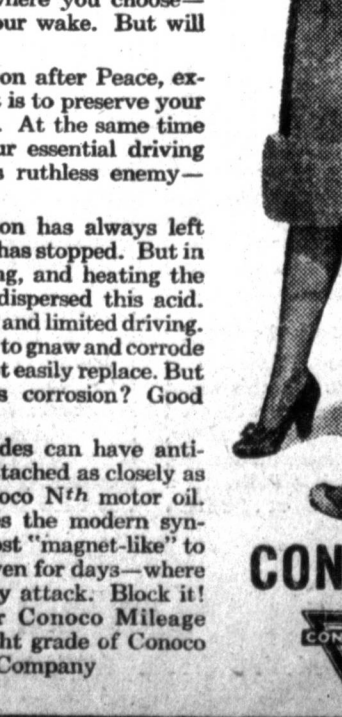 where you choose—
our wake. But will
on after Peace, ex-
is to preserve your
. At the same time
ur essential driving
s ruthless enemy—
on has always left
has stopped. But in
ng, and heating the
dispersed this acid.
and limited driving.
to gnaw and corrode
t easily replace. But
s corrosion? Good
des can have anti-
tached as closely as
oco Nth motor oil.
s the modern syn-
ost "magnet-like" to
ven for days—where
y attack. Block it!
r Conoco Mileage
ht grade of Conoco
Company
CON
CON